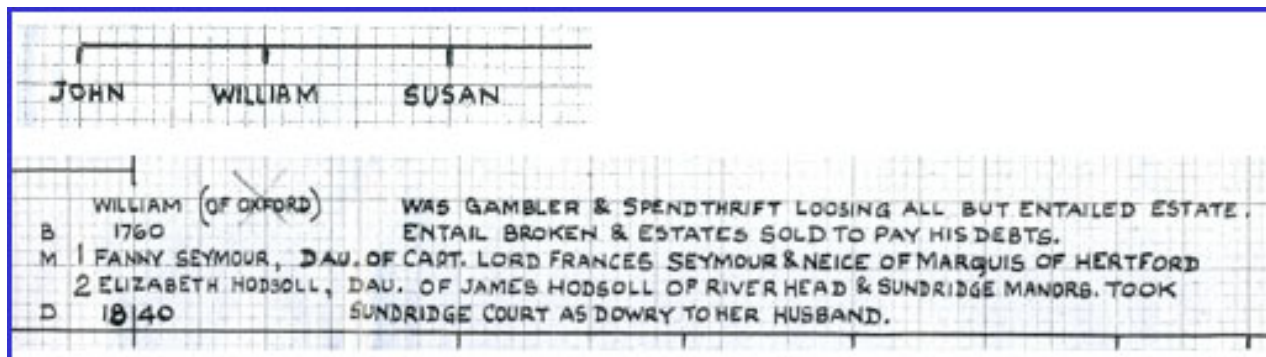 JOHN WILLIAM SUSAN
WILLIAM (OF OXFORD) WAS GAMBLER & SPENDTHRIFT LOOSING ALL BUT ENTAILED ESTATE.
B 1760 ENTAIL BROKEN & ESTATES SOLD TO PAY HIS DEBTS.
M 1 FANNY SEYMOUR, DAU. OF CAPT. LORD FRANCES SEYMOUR & NEICE OF MARQUIS OF HERTFORD
2 ELIZABETH HODSOLL, DAU. OF JAMES HODSOLL OF RIVERHEAD & SUNDRIDGE MANORS. TOOK
D 1840 SUNDRIDGE COURT AS DOWRY TO HER HUSBAND.